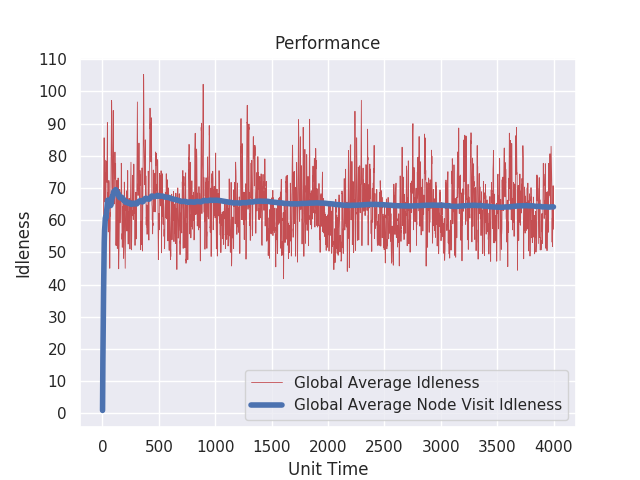 Performance
110
100
90
80
70
60
50
40
30
20
10
0
Idleness
Global Average Idleness
Global Average Node Visit Idleness
0 500 1000 1500 2000 2500 3000 3500 4000
Unit Time